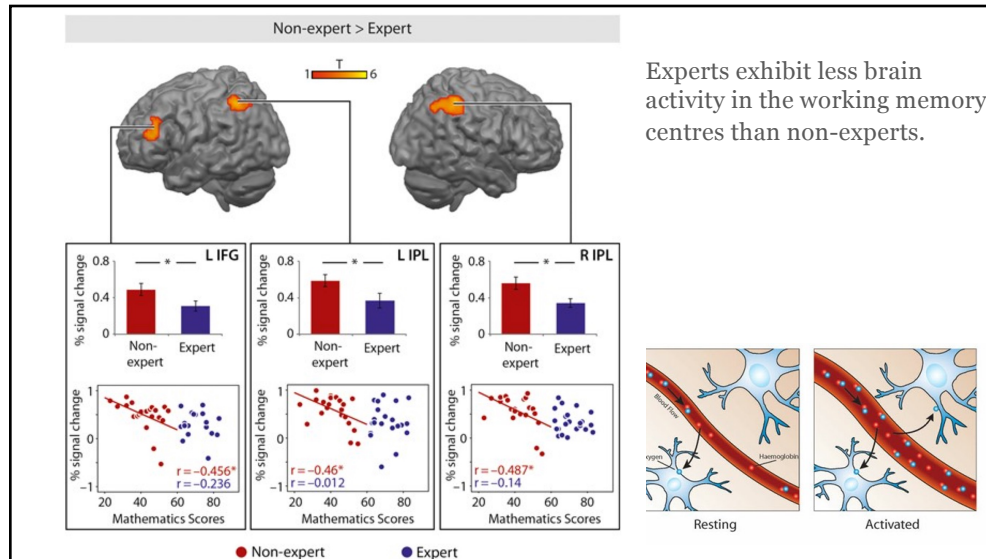 Non-expert > Expert
T
1 6
Experts exhibit less brain
activity in the working memory
centres than non-experts.
L IFG
% signal change
0.8
0.4
0
*
Non-
expert
Expert
L IPL
% signal change
0.8
0.4
0
*
Non-
expert
Expert
R IPL
% signal change
0.8
0.4
0
*
Non-
expert
Expert
% signal change
1
0
−1
r = −0.456*
r = −0.236
20 40 60 80
Mathematics Scores
% signal change
1
0
−1
r = −0.46*
r = −0.012
20 40 60 80
Mathematics Scores
% signal change
1
0
−1
r = −0.487*
r = −0.14
20 40 60 80
Mathematics Scores
Non-expert Expert
Blood Flow
xygen
Haemoglobin
Resting
Activated